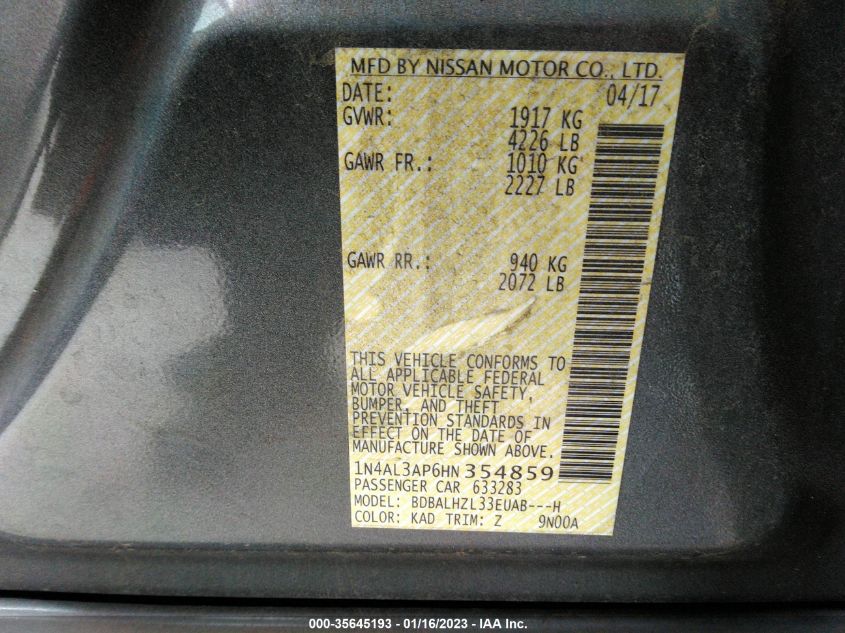 MFD BY NISSAN MOTOR CO., LTD.
DATE: 04/17
GVWR: 1917 KG
4226 LB
GAWR FR.: 1010 KG
2227 LB
GAWR RR.: 940 KG
2072 LB
THIS VEHICLE CONFORMS TO
ALL APPLICABLE FEDERAL
MOTOR VEHICLE SAFETY,
BUMPER, AND THEFT
PREVENTION STANDARDS IN
EFFECT ON THE DATE OF
MANUFACTURE SHOWN ABOVE.
1N4AL3AP6HN354859
PASSENGER CAR 633283
MODEL: BDBALHZL33EUAB---H
COLOR: KAD TRIM: Z 9N00A
000-35645193 - 01/16/2023 - IAA Inc.